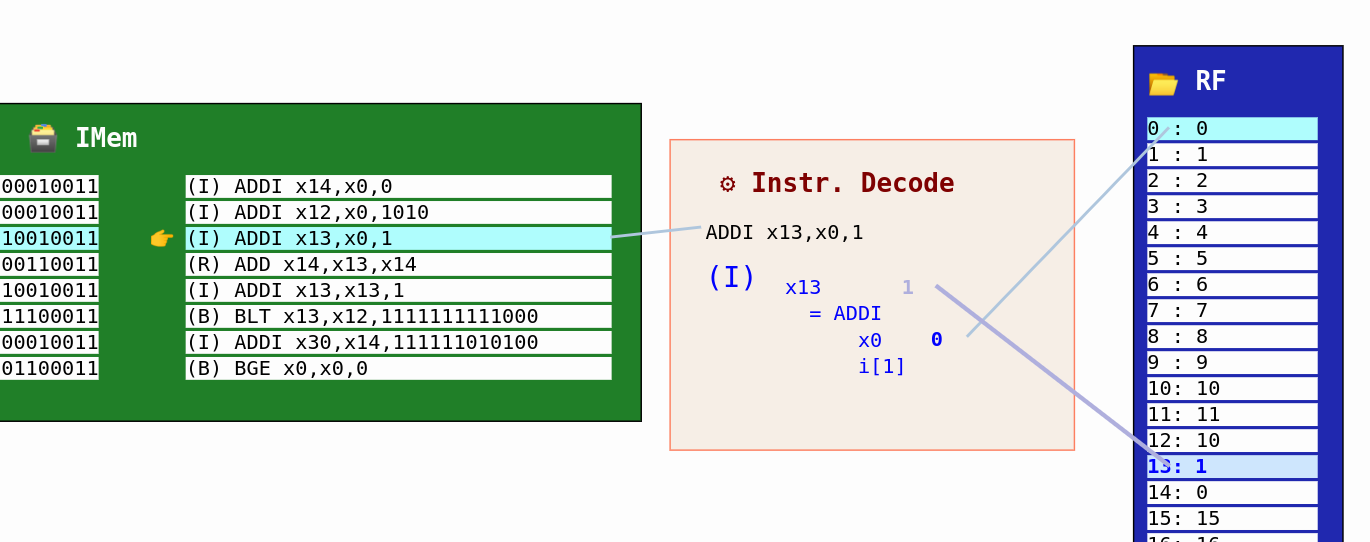 IMem
00010011 (I) ADDI x14,x0,0
00010011 (I) ADDI x12,x0,1010
10010011 (I) ADDI x13,x0,1
00110011 (R) ADD x14,x13,x14
10010011 (I) ADDI x13,x13,1
11100011 (B) BLT x13,x12,1111111111000
00010011 (I) ADDI x30,x14,111111010100
01100011 (B) BGE x0,x0,0
Instr. Decode
ADDI x13,x0,1
(I)
x13 1
= ADDI
x0 0
i[1]
RF
0 : 0
1 : 1
2 : 2
3 : 3
4 : 4
5 : 5
6 : 6
7 : 7
8 : 8
9 : 9
10: 10
11: 11
12: 10
13: 1
14: 0
15: 15
16: 16